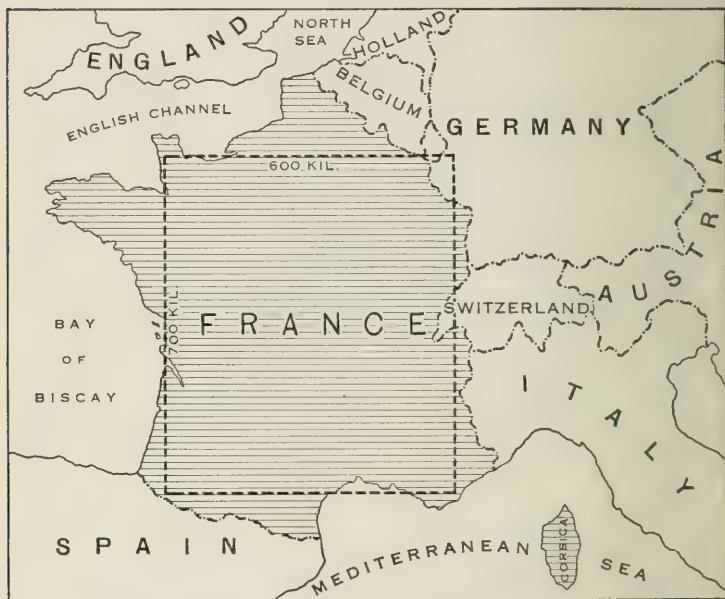 NORTH
SEA
HOLLAND
ENGLAND
BELGIUM
ENGLISH CHANNEL
GERMANY
600 KIL.
AUSTRIA
SWITZERLAND
700 KIL.
FRANCE
BAY
OF
BISCAY
ITALY
SPAIN
CORSICA
MEDITERRANEAN SEA